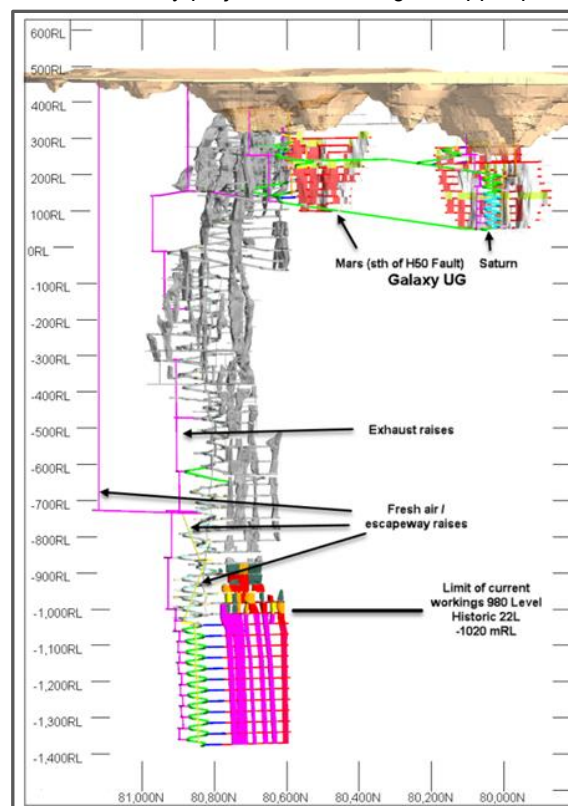 600RL
500RL
400RL
300RL
200RL
100RL
0RL
-100RL
-200RL
-300RL
-400RL
-500RL
-600RL
-700RL
-800RL
-900RL
-1,000RL
-1,100RL
-1,200RL
-1,300RL
-1,400RL
Mars (sth of H50 Fault)
Saturn
Galaxy UG
Exhaust raises
Fresh air /
escapeway raises
Limit of current
workings 980 Level
Historic 22L
-1020 mRL
81,000N
80,800N
80,600N
80,400N
80,200N
80,000N